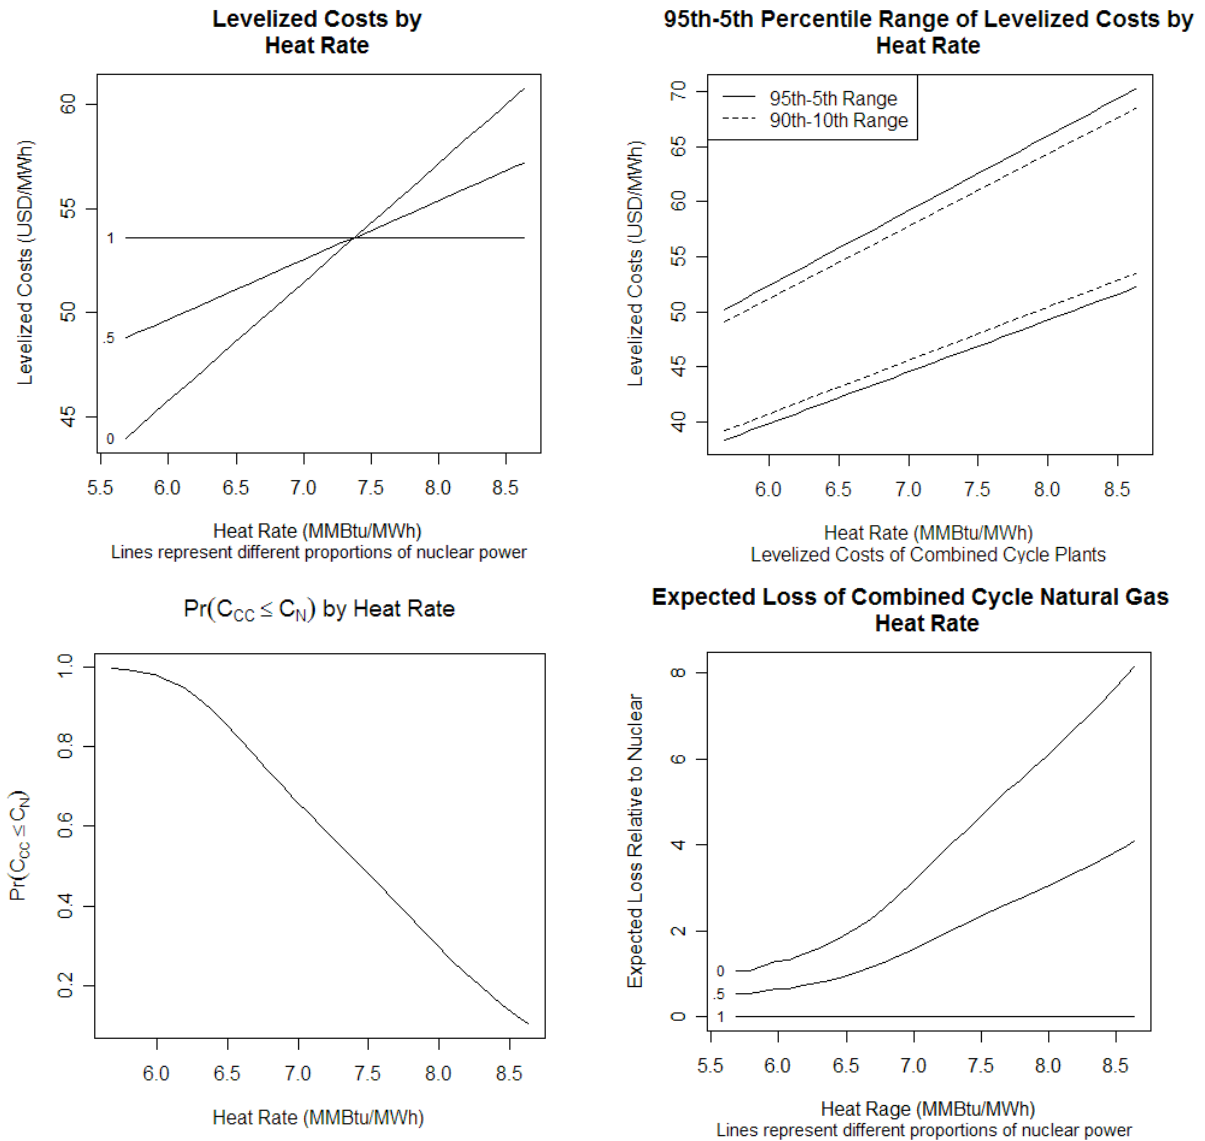 Levelized Costs by
Heat Rate
Levelized Costs (USD/MWh)
60
55
50
45
1
.5
0
5.5 6.0 6.5 7.0 7.5 8.0 8.5
Heat Rate (MMBtu/MWh)
Lines represent different proportions of nuclear power
95th-5th Percentile Range of Levelized Costs by
Heat Rate
95th-5th Range
90th-10th Range
Levelized Costs (USD/MWh)
70
65
60
55
50
45
40
6.0 6.5 7.0 7.5 8.0 8.5
Heat Rate (MMBtu/MWh)
Levelized Costs of Combined Cycle Plants
Pr(C_CC ≤ C_N) by Heat Rate
Pr(C_CC ≤ C_N)
1.0
0.8
0.6
0.4
0.2
6.0 6.5 7.0 7.5 8.0 8.5
Heat Rate (MMBtu/MWh)
Expected Loss of Combined Cycle Natural Gas
Heat Rate
Expected Loss Relative to Nuclear
8
6
4
2
0
0
.5
1
5.5 6.0 6.5 7.0 7.5 8.0 8.5
Heat Rage (MMBtu/MWh)
Lines represent different proportions of nuclear power